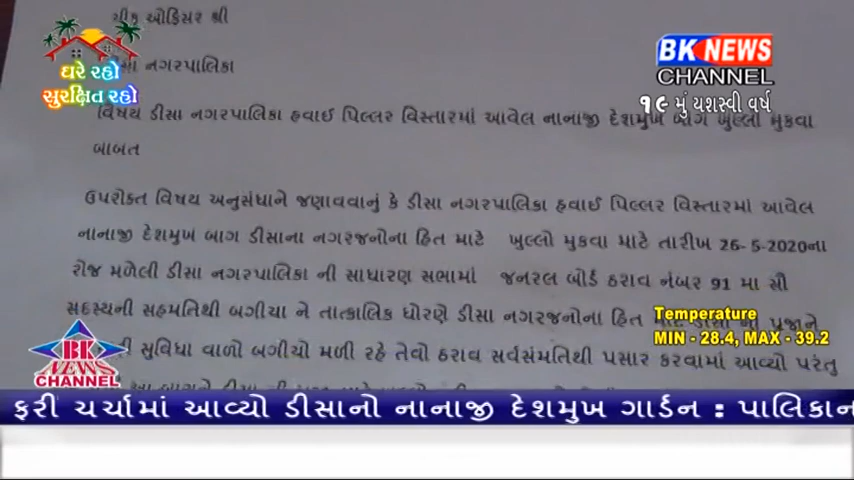 ચીફ ઓફિસર શ્રી
નગરપાલિકા
ઘરે રહો
સુરક્ષિત રહો
BK NEWS
CHANNEL
૧૯ મું યશસ્વી વર્ષ
વિષય ડીસા નગરપાલિકા હવાઈ પિલ્લર વિસ્તારમાં આવેલ નાનાજી દેશમુખ બાગ ખુલ્લો મુકવા
બાબત
ઉપરોક્ત વિષય અનુસંધાને જણાવવાનું કે ડીસા નગરપાલિકા હવાઈ પિલ્લર વિસ્તારમાં આવેલ
નાનાજી દેશમુખ બાગ ડીસાના નગરજનોના હિત માટે ખુલ્લો મુકવા માટે તારીખ 26-5-2020ના
રોજ મળેલી ડીસા નગરપાલિકા ની સાધારણ સભામાં જનરલ બોર્ડ ઠરાવ નંબર 91 મા સૌ
સદસ્યની સહમતિથી બગીચા ને તાત્કાલિક ધોરણે ડીસા નગરજનોના હિત માટે ડીસા ની પ્રજાને
સુવિધા વાળો બગીચો મળી રહે તેવો ઠરાવ સર્વસંમતિથી પસાર કરવામાં આવ્યો પરંતુ
Temperature
MIN - 28.4, MAX - 39.2
BK
NEWS
CHANNEL
ફરી ચર્ચામાં આવ્યો ડીસાનો નાનાજી દેશમુખ ગાર્ડન : પાલિકાન